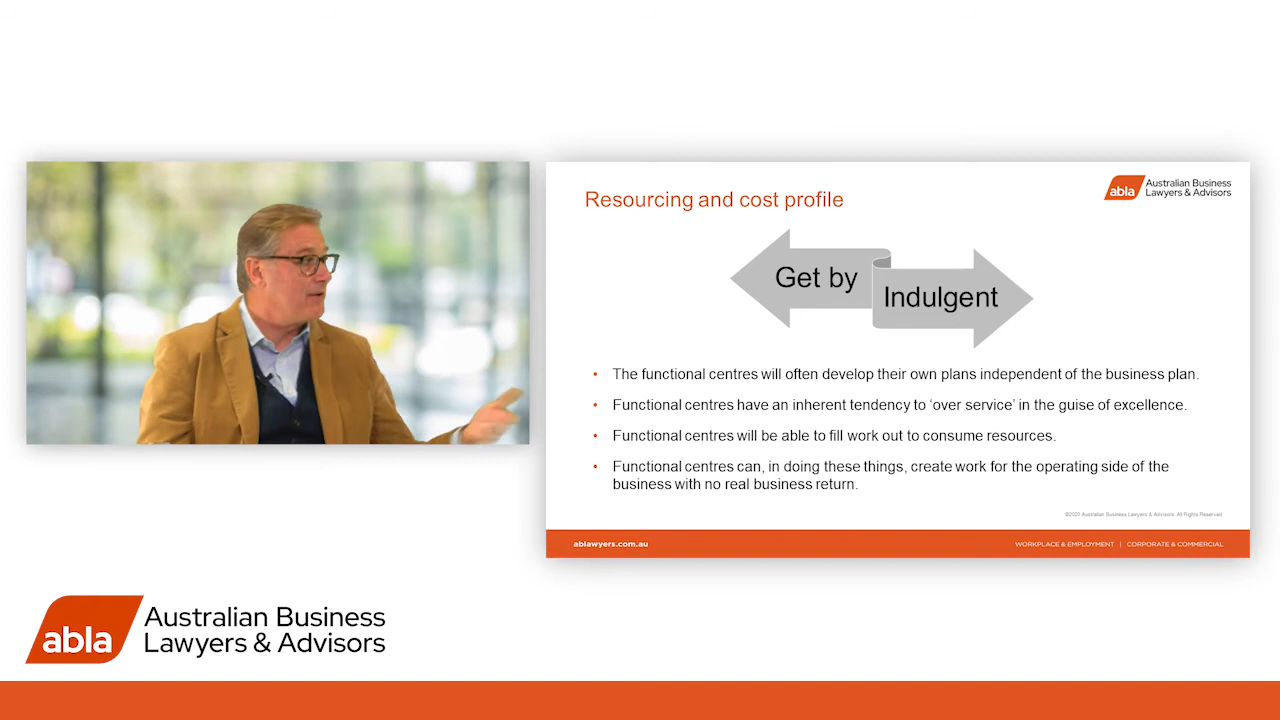 Resourcing and cost profile
abla
Australian Business
Lawyers & Advisors
Get by
Indulgent
• The functional centres will often develop their own plans independent of the business plan.
• Functional centres have an inherent tendency to ‘over service’ in the guise of excellence.
• Functional centres will be able to fill work out to consume resources.
• Functional centres can, in doing these things, create work for the operating side of the
business with no real business return.
©2020 Australian Business Lawyers & Advisors. All Rights Reserved
ablawyers.com.au
WORKPLACE & EMPLOYMENT | CORPORATE & COMMERCIAL
abla
Australian Business
Lawyers & Advisors